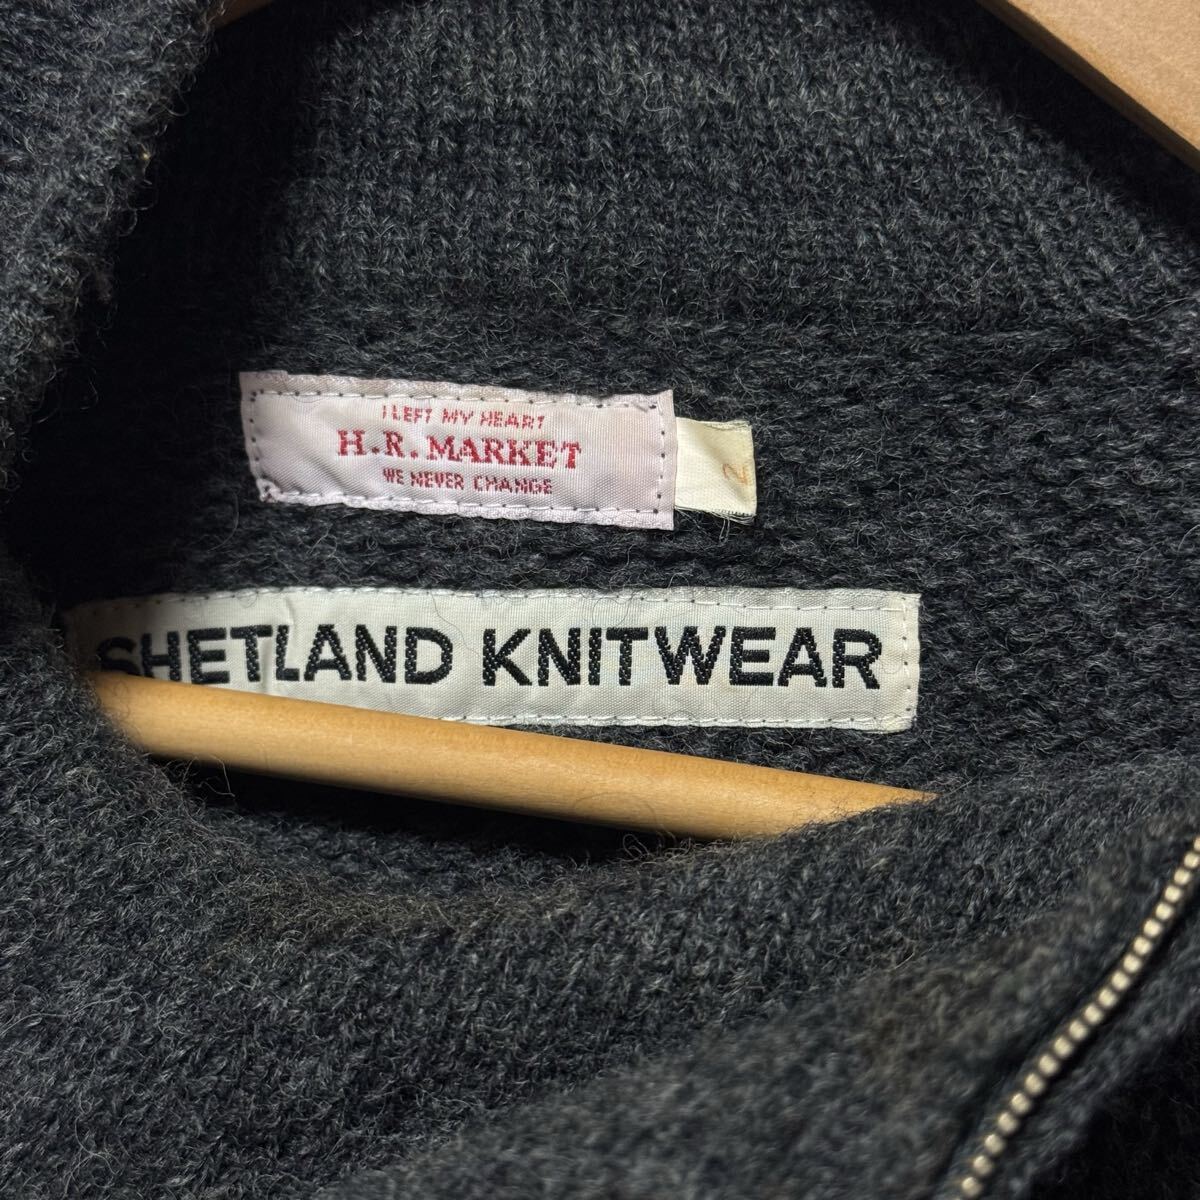 I LEFT MY HEART
H.R. MARKET
WE NEVER CHANGE
2
SHETLAND KNITWEAR